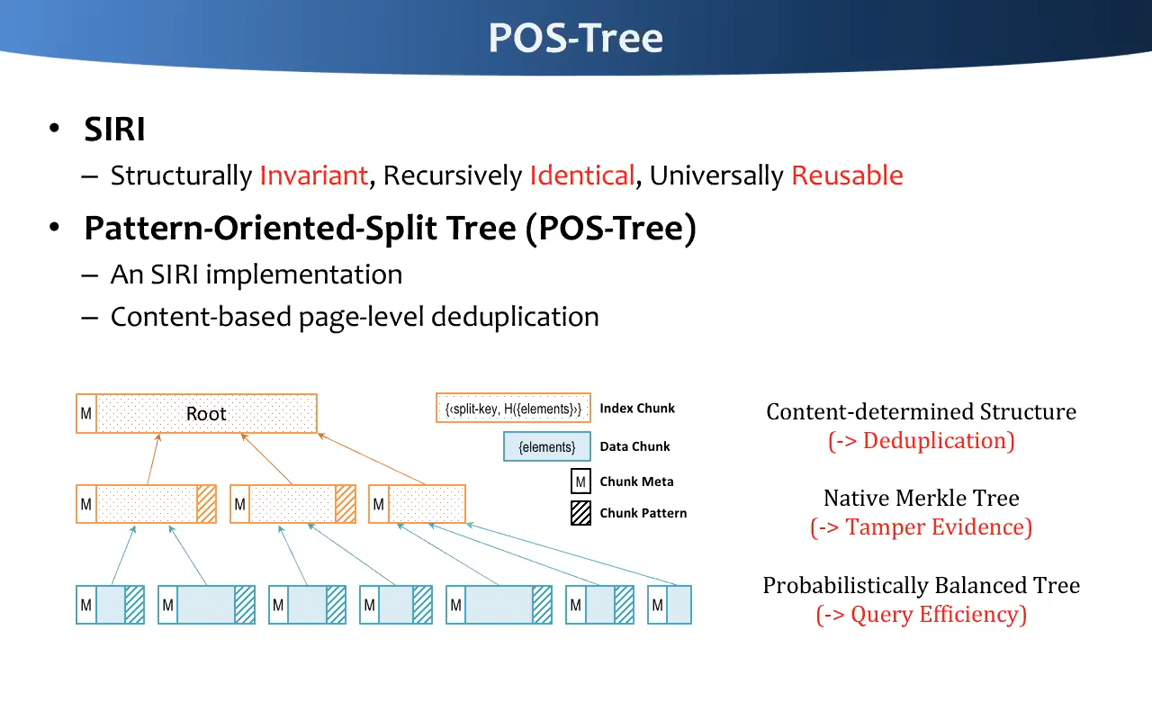 POS-Tree
• SIRI
– Structurally Invariant, Recursively Identical, Universally Reusable
• Pattern-Oriented-Split Tree (POS-Tree)
– An SIRI implementation
– Content-based page-level deduplication
M Root
M M M
M M M M M M M
{‹split-key, H({elements}›} Index Chunk
{elements} Data Chunk
M Chunk Meta
Chunk Pattern
Content-determined Structure
(-> Deduplication)
Native Merkle Tree
(-> Tamper Evidence)
Probabilistically Balanced Tree
(-> Query Efficiency)